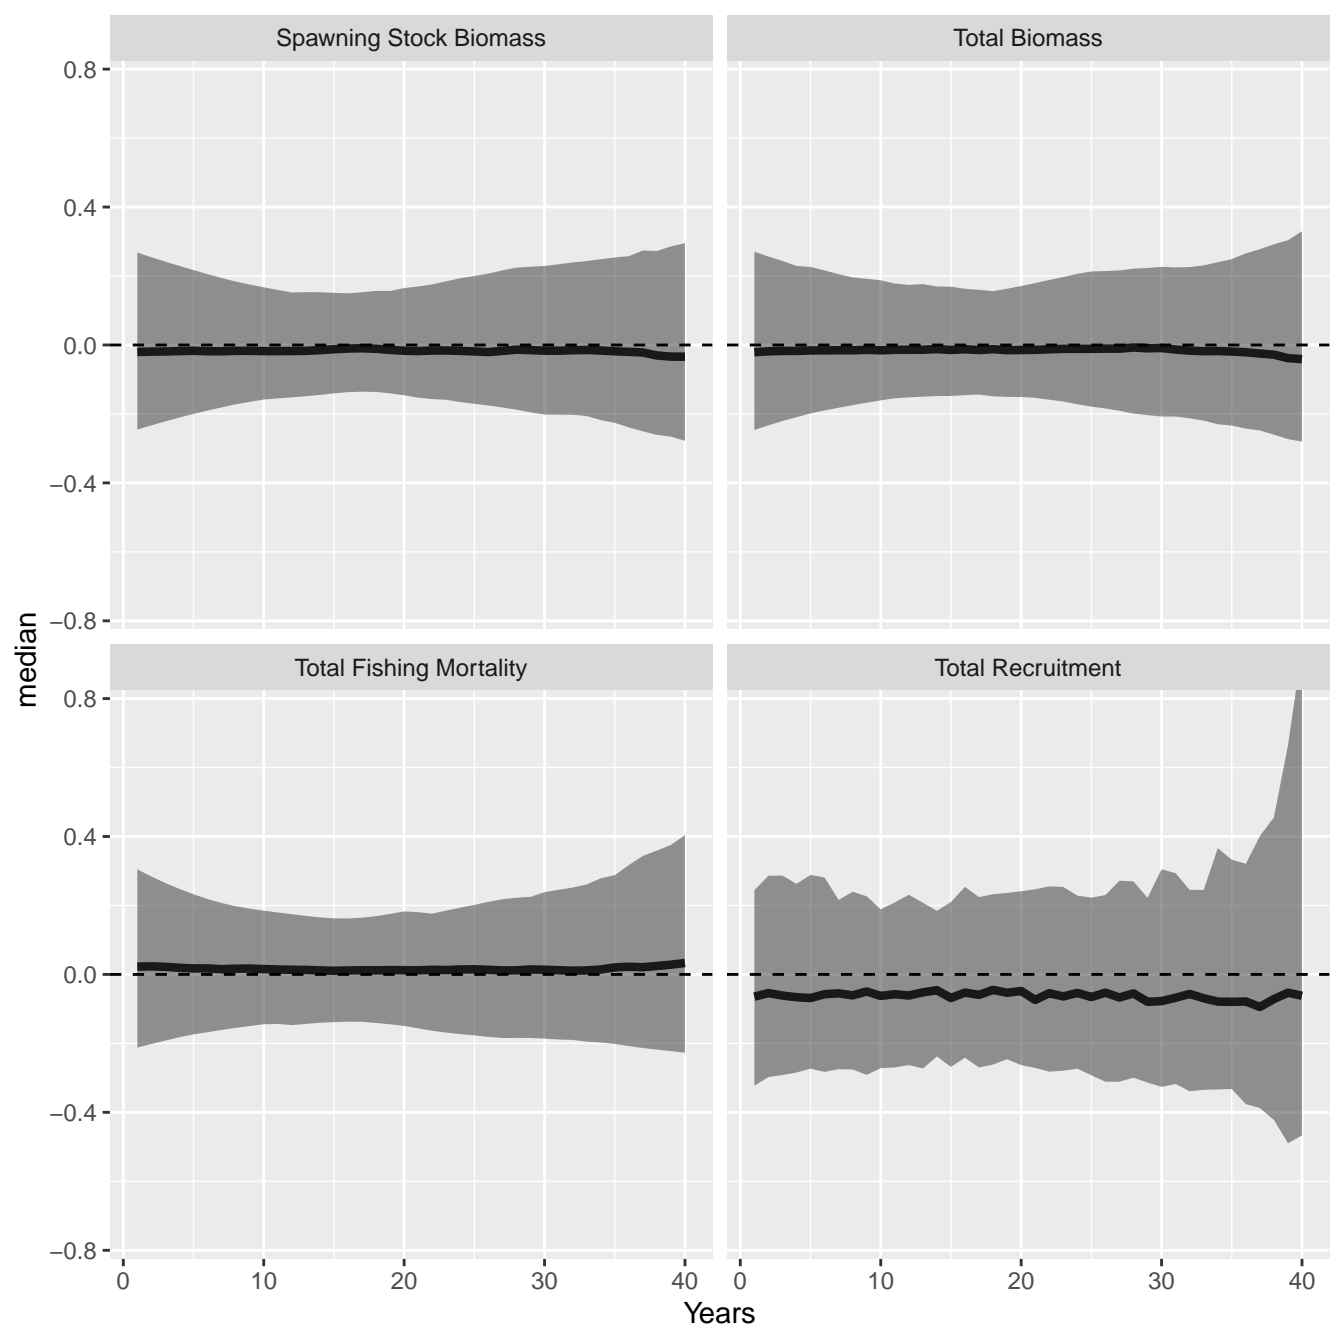 Spawning Stock Biomass
Total Biomass
0.8
0.4
0.0
−0.4
−0.8
median
Total Fishing Mortality
Total Recruitment
0.8
0.4
0.0
−0.4
−0.8
0 10 20 30 40
0 10 20 30 40
Years